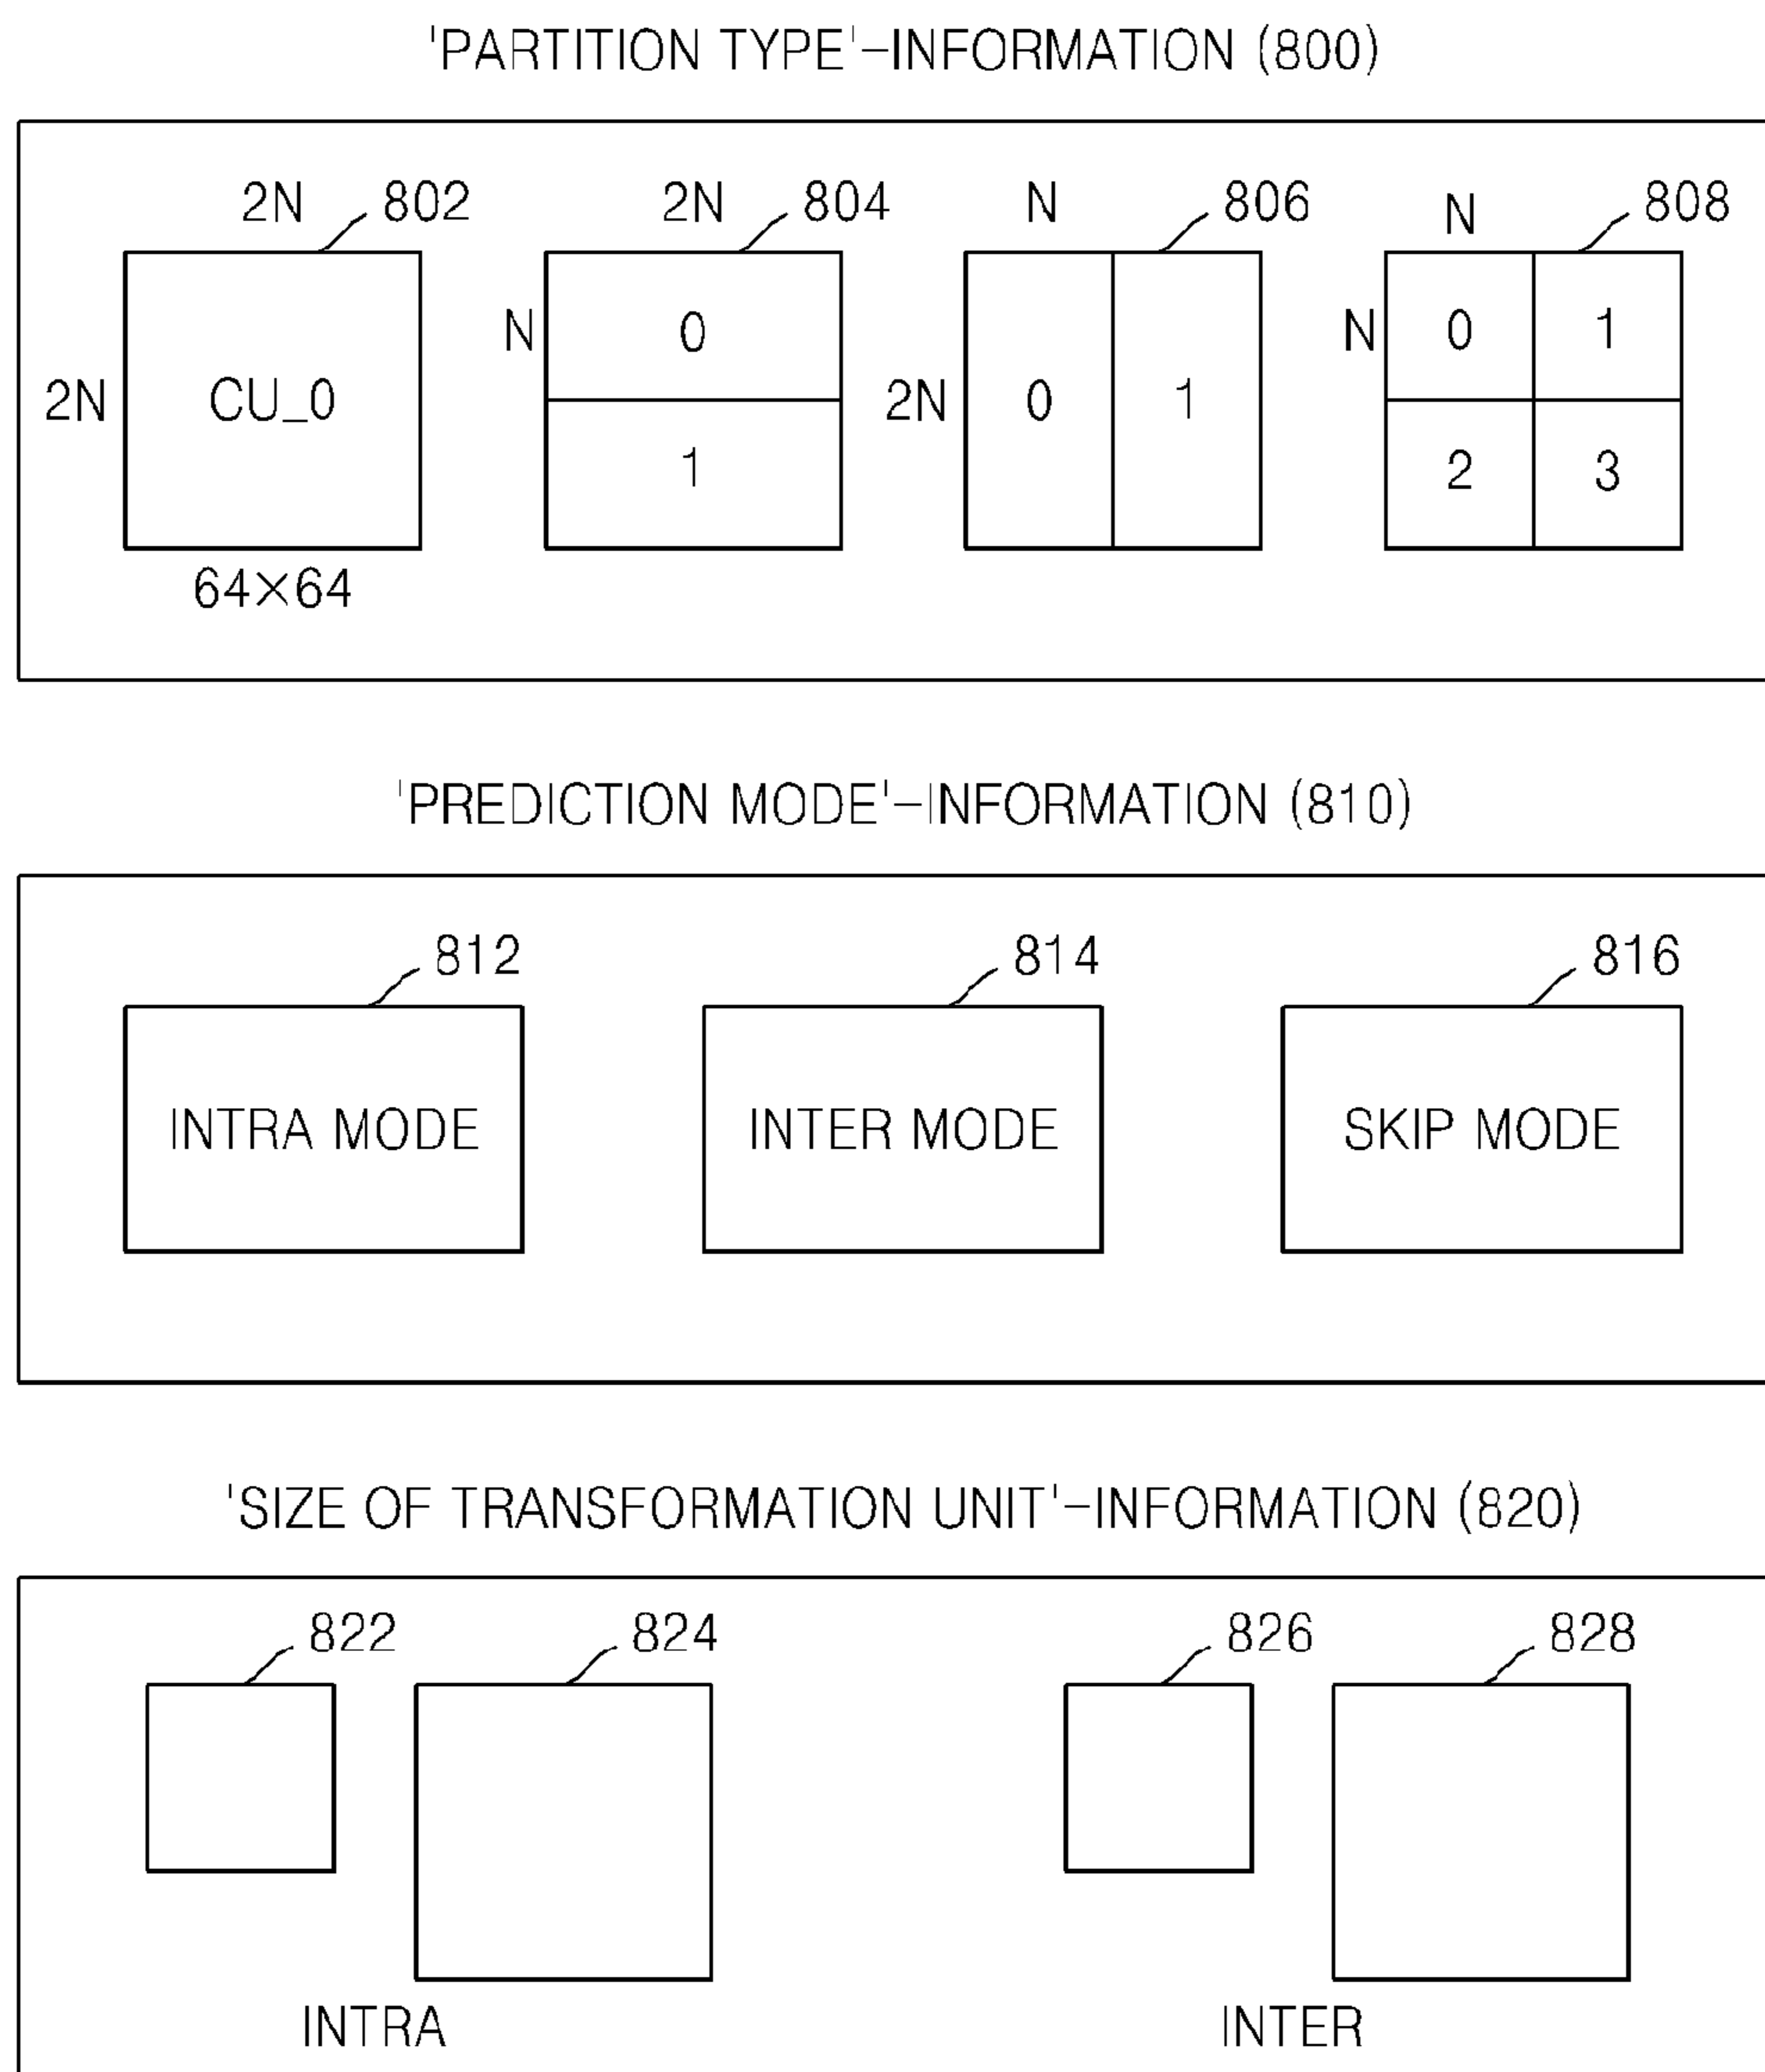 'PARTITION TYPE'-INFORMATION (800)
2N 802 2N 804 N 806 N 808
N 0 N 0 1
2N CU_0 2N 0 1
1 2 3
64×64
'PREDICTION MODE'-INFORMATION (810)
812 814 816
INTRA MODE INTER MODE SKIP MODE
'SIZE OF TRANSFORMATION UNIT'-INFORMATION (820)
822 824 826 828
INTRA INTER